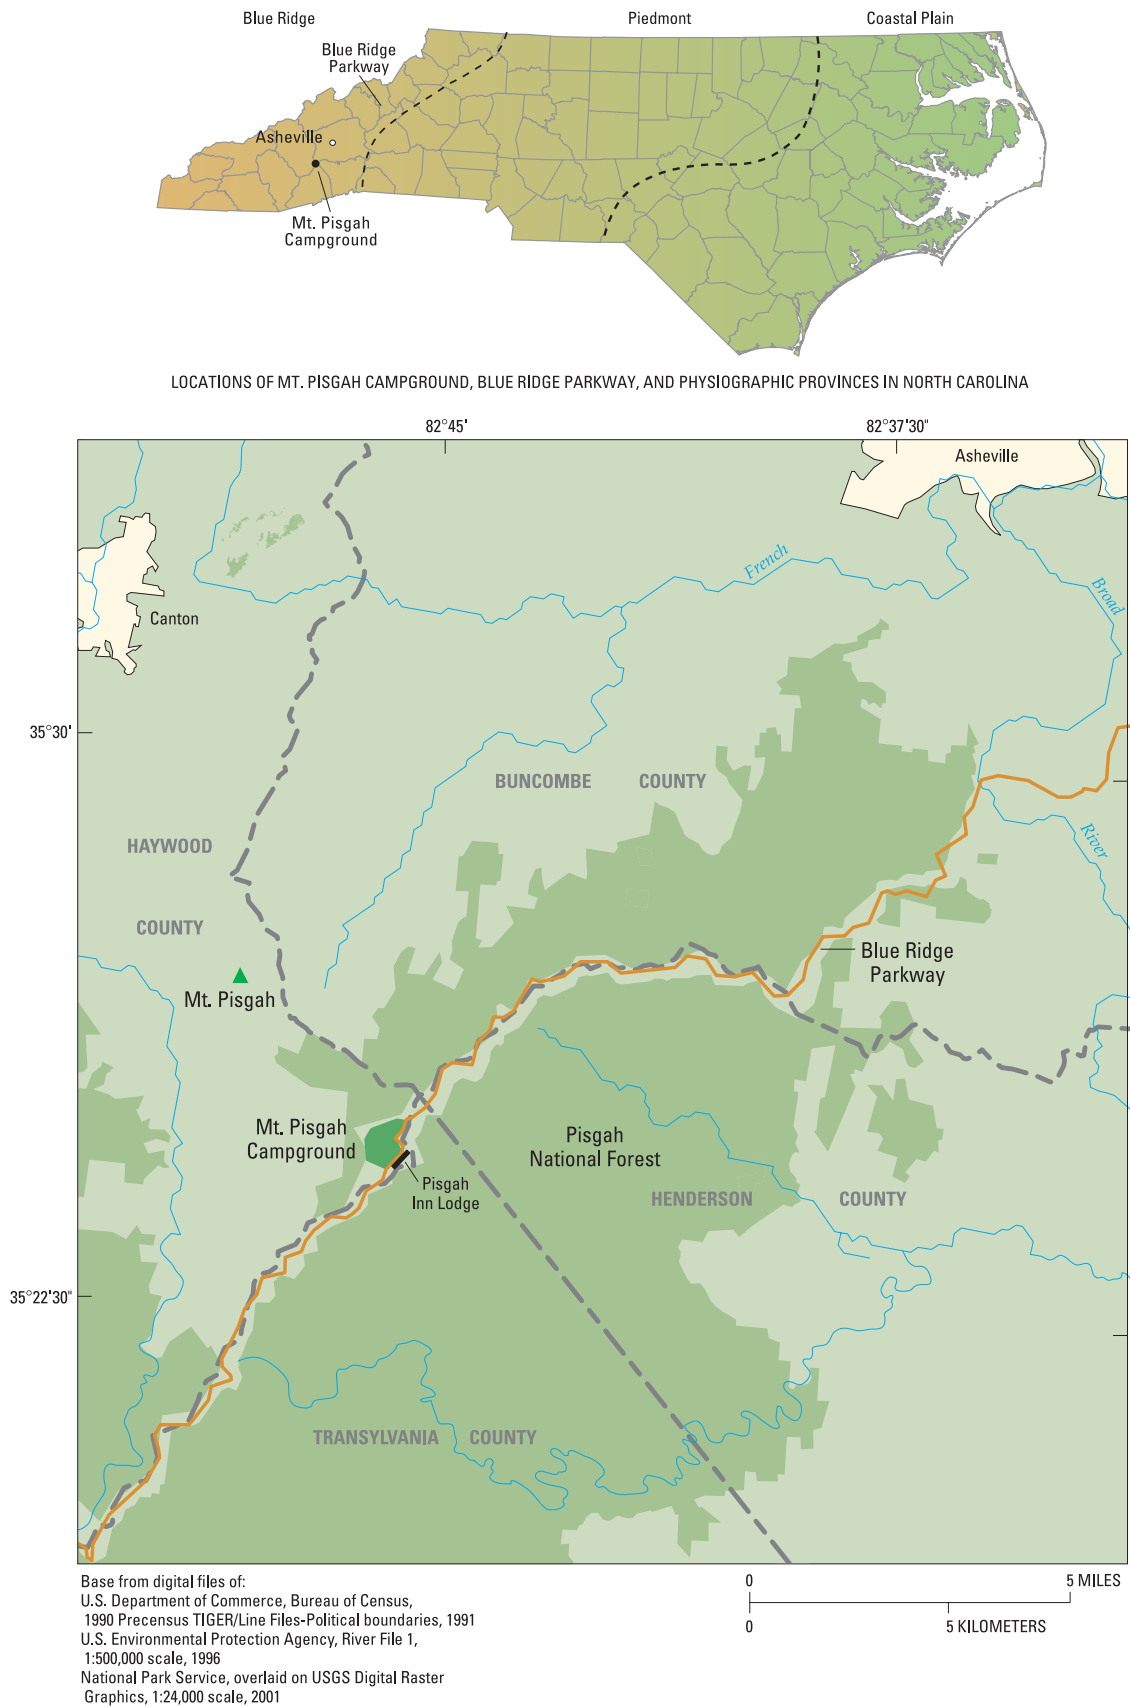 Blue Ridge
Piedmont
Coastal Plain
Blue Ridge
Parkway
Asheville
Mt. Pisgah
Campground
LOCATIONS OF MT. PISGAH CAMPGROUND, BLUE RIDGE PARKWAY, AND PHYSIOGRAPHIC PROVINCES IN NORTH CAROLINA
82°45'
82°37'30"
Asheville
French
Broad
Canton
35°30'
BUNCOMBE COUNTY
River
HAYWOOD
COUNTY
Blue Ridge
Parkway
Mt. Pisgah
Mt. Pisgah
Campground
Pisgah
National Forest
Pisgah
Inn Lodge
HENDERSON COUNTY
35°22'30"
TRANSYLVANIA COUNTY
Base from digital files of:
U.S. Department of Commerce, Bureau of Census,
1990 Precensus TIGER/Line Files-Political boundaries, 1991
U.S. Environmental Protection Agency, River File 1,
1:500,000 scale, 1996
National Park Service, overlaid on USGS Digital Raster
Graphics, 1:24,000 scale, 2001
0 5 MILES
0 5 KILOMETERS